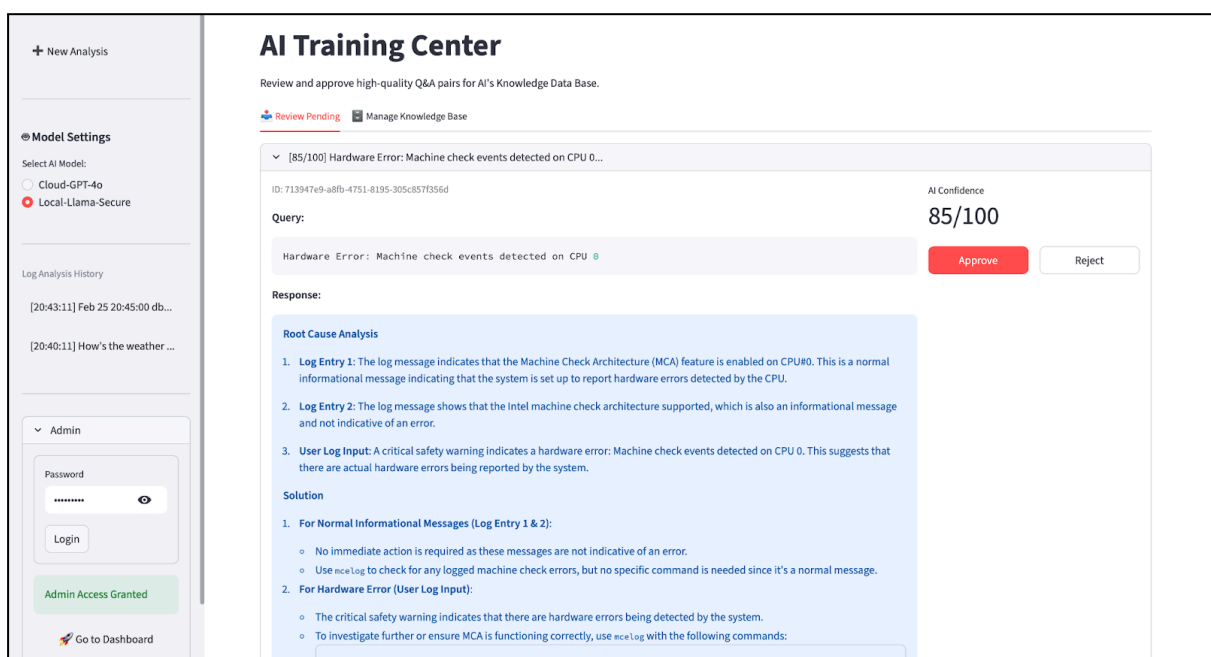 New Analysis
Model Settings
Select AI Model:
Cloud-GPT-4o
Local-Llama-Secure
Log Analysis History
[20:43:11] Feb 25 20:45:00 db...
[20:40:11] How's the weather ...
Admin
Password
•••••••••
Login
Admin Access Granted
🚀 Go to Dashboard
AI Training Center
Review and approve high-quality Q&A pairs for AI's Knowledge Data Base.
Review Pending Manage Knowledge Base
[85/100] Hardware Error: Machine check events detected on CPU 0...
ID: 713947e9-a8fb-4751-8195-305c857f356d
Query:
Hardware Error: Machine check events detected on CPU 0
Response:
Root Cause Analysis
1. Log Entry 1: The log message indicates that the Machine Check Architecture (MCA) feature is enabled on CPU#0. This is a normal
informational message indicating that the system is set up to report hardware errors detected by the CPU.
2. Log Entry 2: The log message shows that the Intel machine check architecture supported, which is also an informational message
and not indicative of an error.
3. User Log Input: A critical safety warning indicates a hardware error: Machine check events detected on CPU 0. This suggests that
there are actual hardware errors being reported by the system.
Solution
1. For Normal Informational Messages (Log Entry 1 & 2):
◦ No immediate action is required as these messages are not indicative of an error.
◦ Use mcelog to check for any logged machine check errors, but no specific command is needed since it's a normal message.
2. For Hardware Error (User Log Input):
◦ The critical safety warning indicates that there are hardware errors being detected by the system.
◦ To investigate further or ensure MCA is functioning correctly, use mcelog with the following commands:
AI Confidence
85/100
Approve Reject